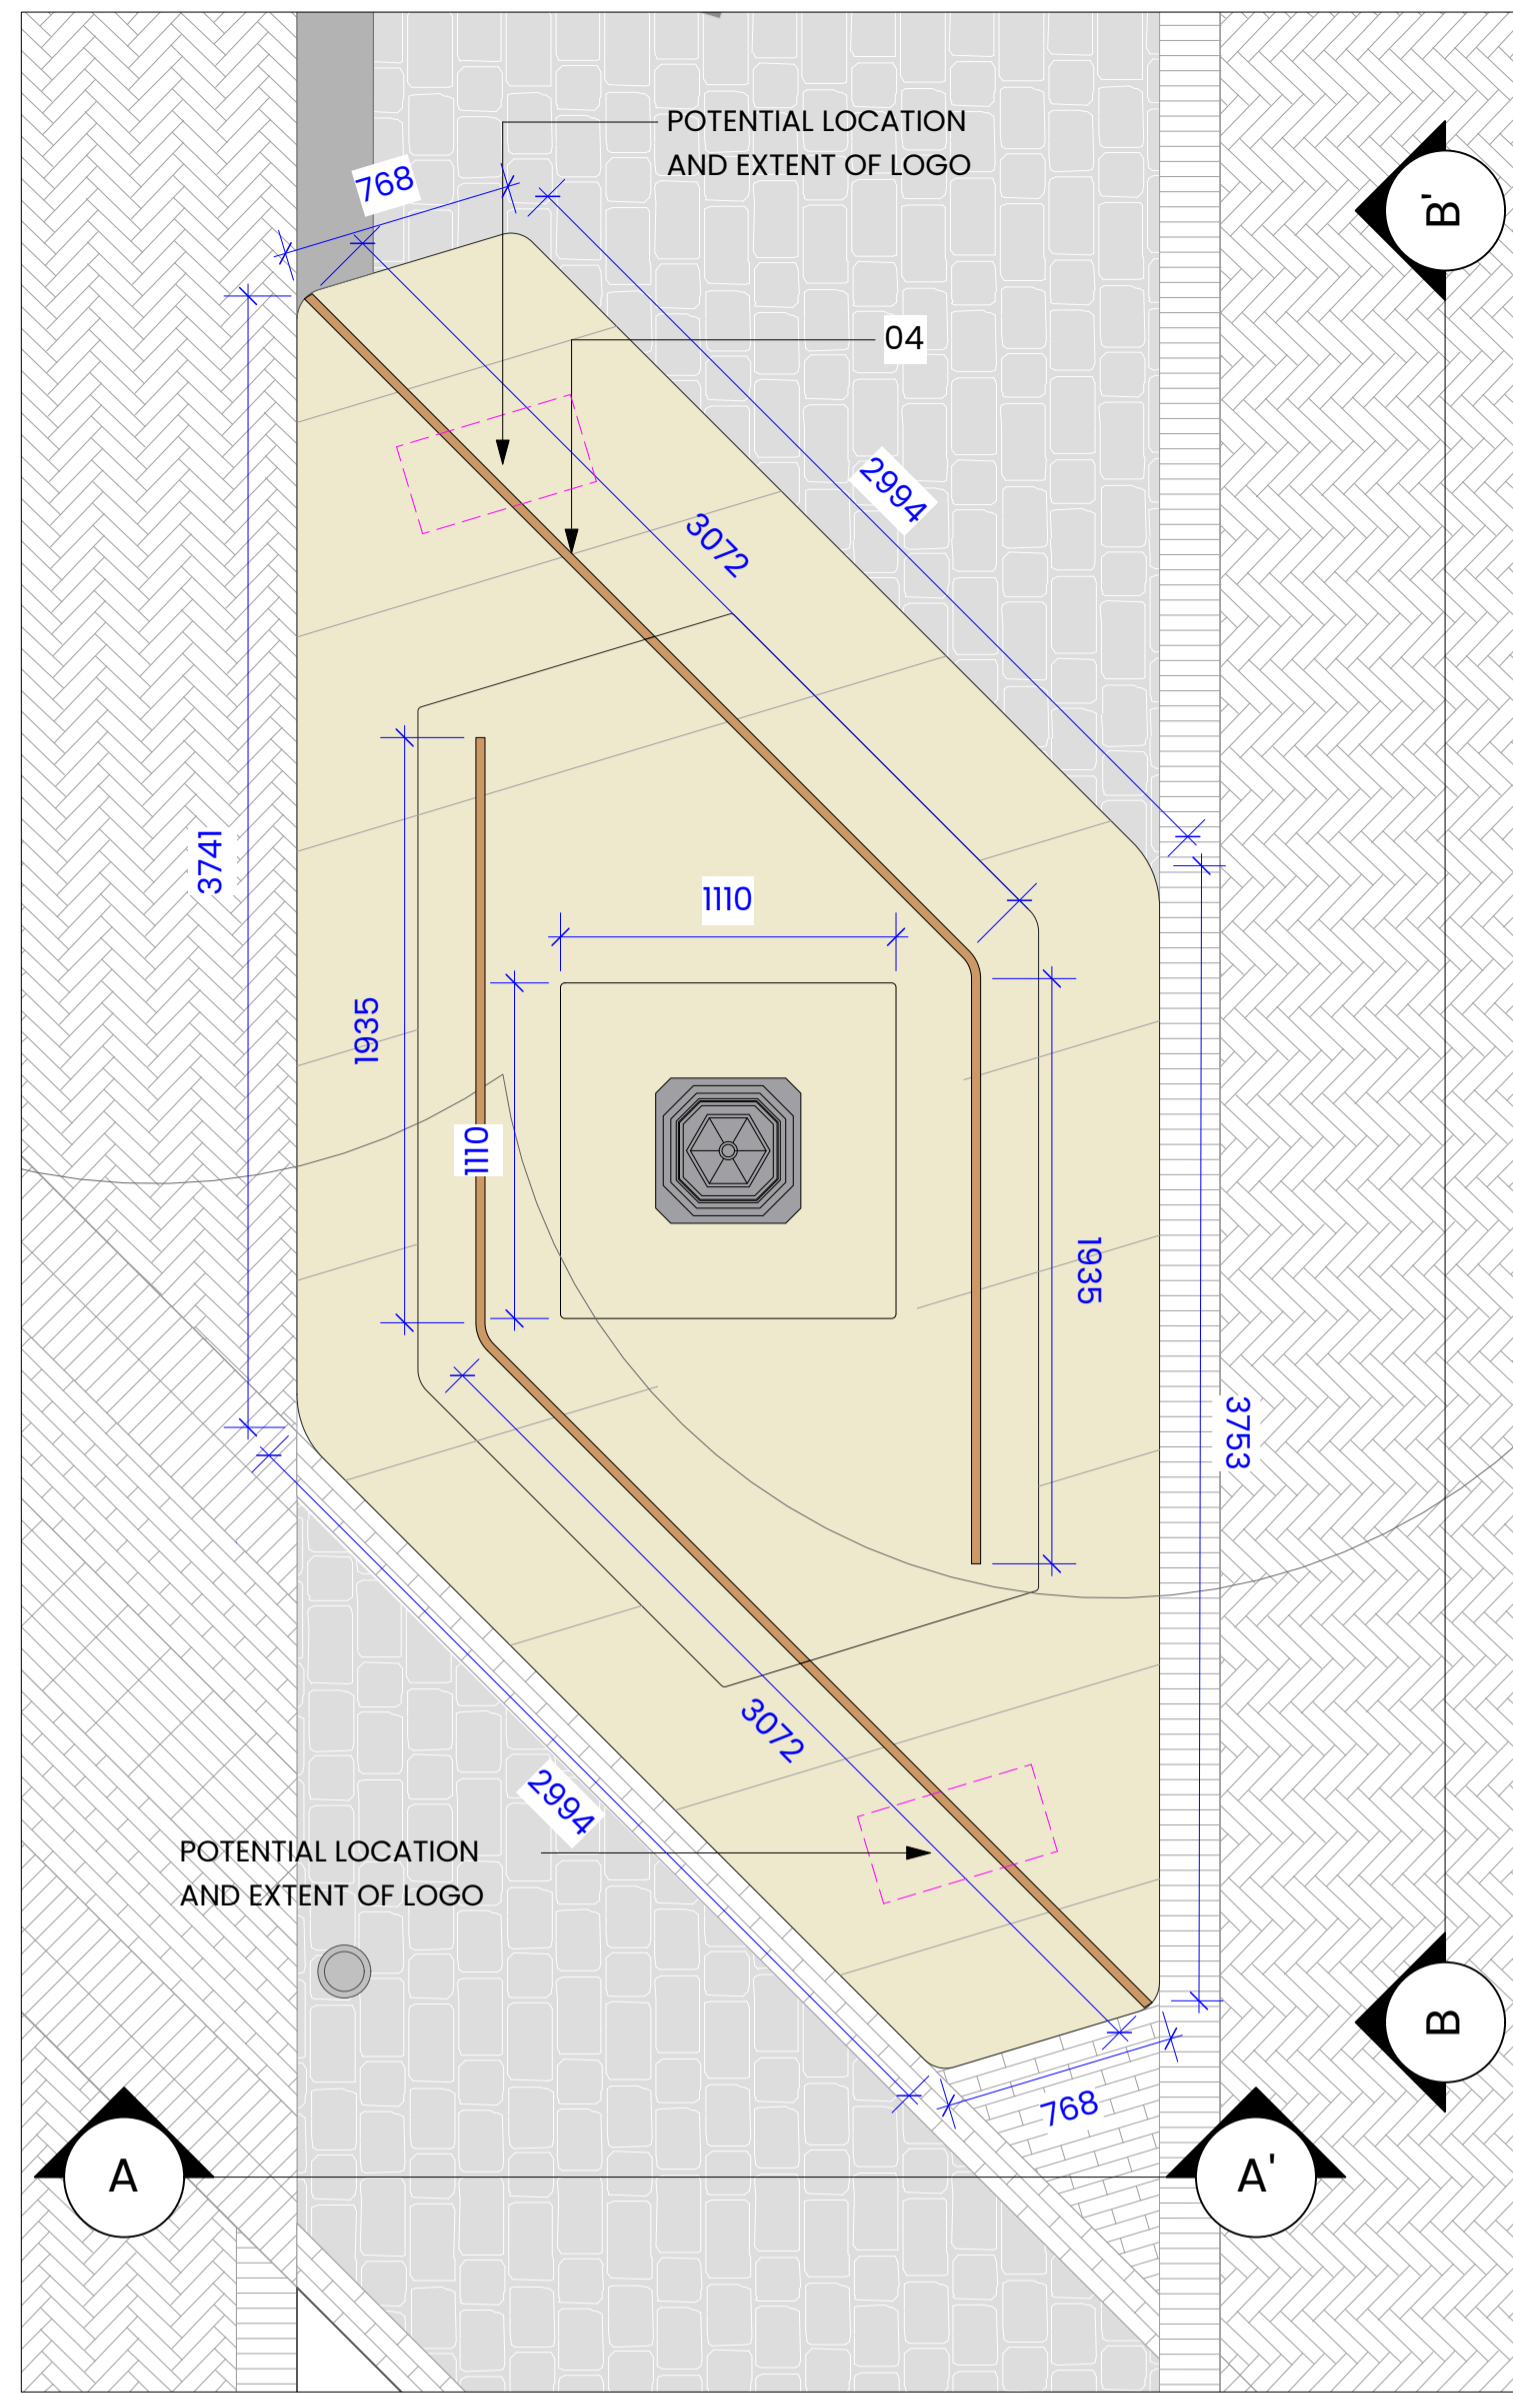 POTENTIAL LOCATION
AND EXTENT OF LOGO
768
B'
04
2994
3072
3741
1110
1935
1110
1935
3753
3072
2994
POTENTIAL LOCATION
AND EXTENT OF LOGO
B
768
A
A'